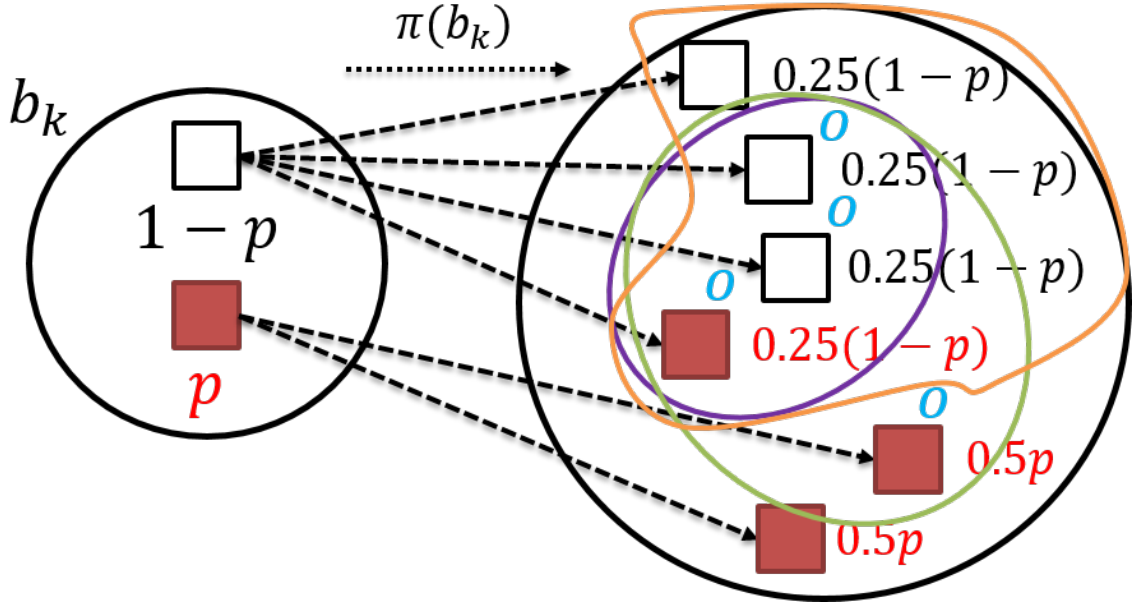 π(b_k)
b_k
1 − p
p
0.25(1 − p)
o
0.25(1 − p)
o
0.25(1 − p)
o
0.25(1 − p)
o
0.5p
0.5p